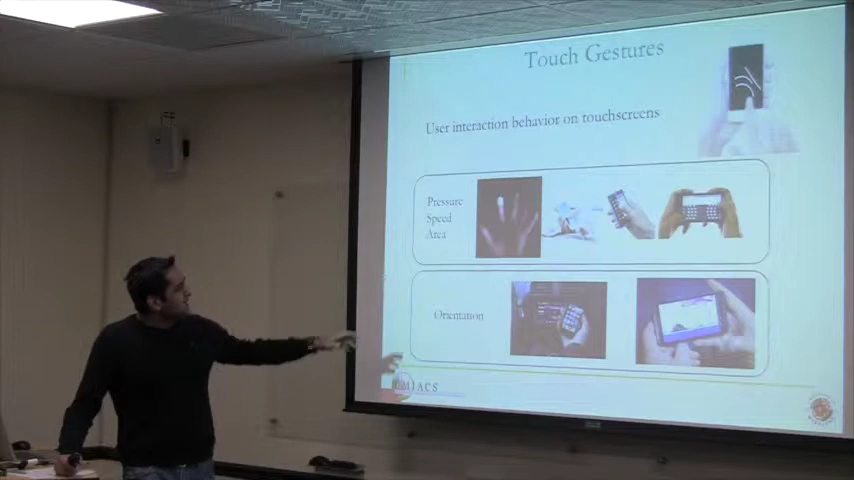 Touch Gestures
User interaction behavior on touchscreens
Pressure
Speed
Area
Orientation
UMIACS